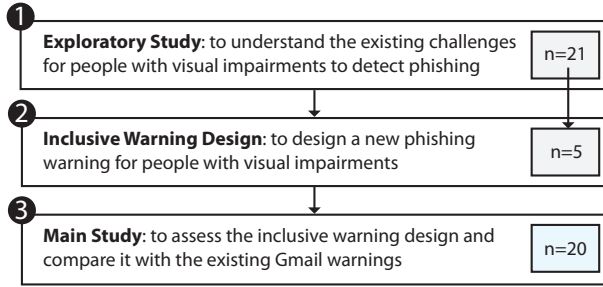 1
Exploratory Study: to understand the existing challenges
for people with visual impairments to detect phishing
n=21
2
Inclusive Warning Design: to design a new phishing
warning for people with visual impairments
n=5
3
Main Study: to assess the inclusive warning design and
compare it with the existing Gmail warnings
n=20